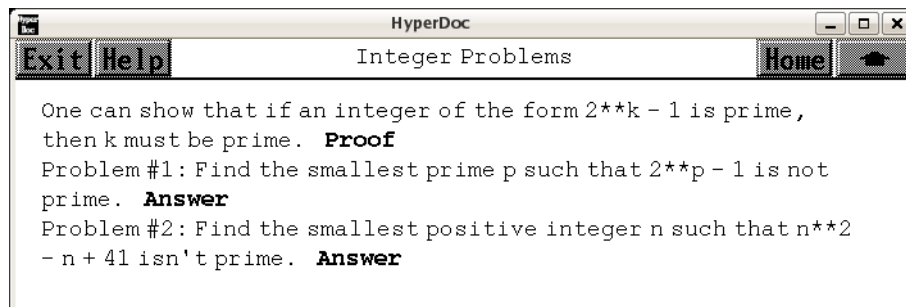 Hyper Doc
HyperDoc
Exit Help Integer Problems Home
One can show that if an integer of the form 2**k - 1 is prime,
then k must be prime. Proof
Problem #1: Find the smallest prime p such that 2**p - 1 is not
prime. Answer
Problem #2: Find the smallest positive integer n such that n**2
- n + 41 isn't prime. Answer